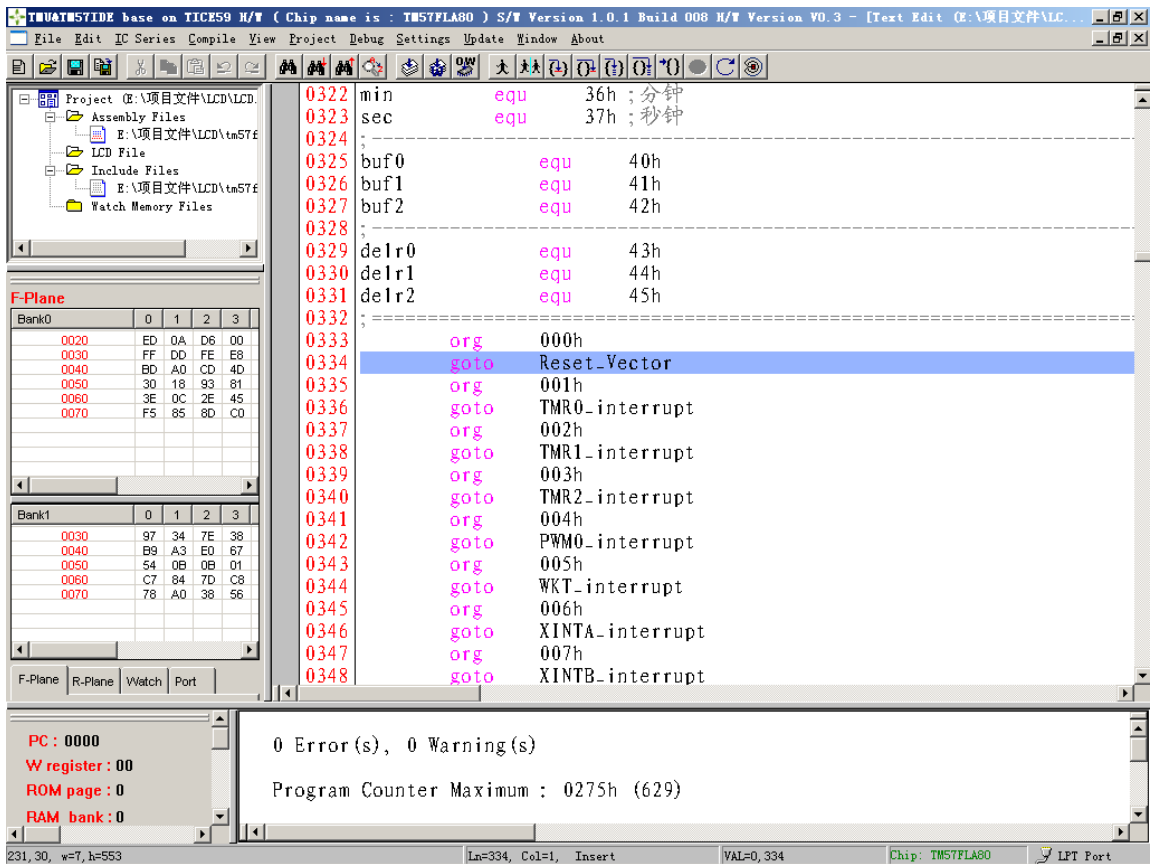 TMU&TM57IDE base on TICE59 H/W ( Chip name is : TM57FLA80 ) S/W Version 1.0.1 Build 008 H/W Version V0.3 - [Text Edit (E:\项目文件\LC...
File Edit IC Series Compile View Project Debug Settings Update Window About
Project (E:\项目文件\LCD\LCD.
Assembly Files
E:\项目文件\LCD\tm57f
LCD File
Include Files
E:\项目文件\LCD\tm57f
Watch Memory Files
F-Plane
Bank0 0 1 2 3
0020 ED 0A D6 00
0030 FF DD FE E8
0040 BD A0 CD 4D
0050 30 18 93 81
0060 3E 0C 2E 45
0070 F5 85 8D C0
Bank1 0 1 2 3
0030 97 34 7E 38
0040 B9 A3 E0 67
0050 54 0B 0B 01
0060 C7 84 7D C8
0070 78 A0 38 56
F-Plane R-Plane Watch Port
0322 min equ 36h ;分钟
0323 sec equ 37h ;秒钟
0324 ;------------------------------------------------------------
0325 buf0 equ 40h
0326 buf1 equ 41h
0327 buf2 equ 42h
0328 ;------------------------------------------------------------
0329 delr0 equ 43h
0330 delr1 equ 44h
0331 delr2 equ 45h
0332 ;============================================================
0333 org 000h
0334 goto Reset_Vector
0335 org 001h
0336 goto TMR0_interrupt
0337 org 002h
0338 goto TMR1_interrupt
0339 org 003h
0340 goto TMR2_interrupt
0341 org 004h
0342 goto PWM0_interrupt
0343 org 005h
0344 goto WKT_interrupt
0345 org 006h
0346 goto XINTA_interrupt
0347 org 007h
0348 goto XINTB_interrupt
PC : 0000
W register : 00
ROM page : 0
RAM bank : 0
0 Error(s), 0 Warning(s)
Program Counter Maximum : 0275h (629)
231,30, w=7,h=553 Ln=334, Col=1, Insert VAL=0,334 Chip: TM57FLA80 LPT Port